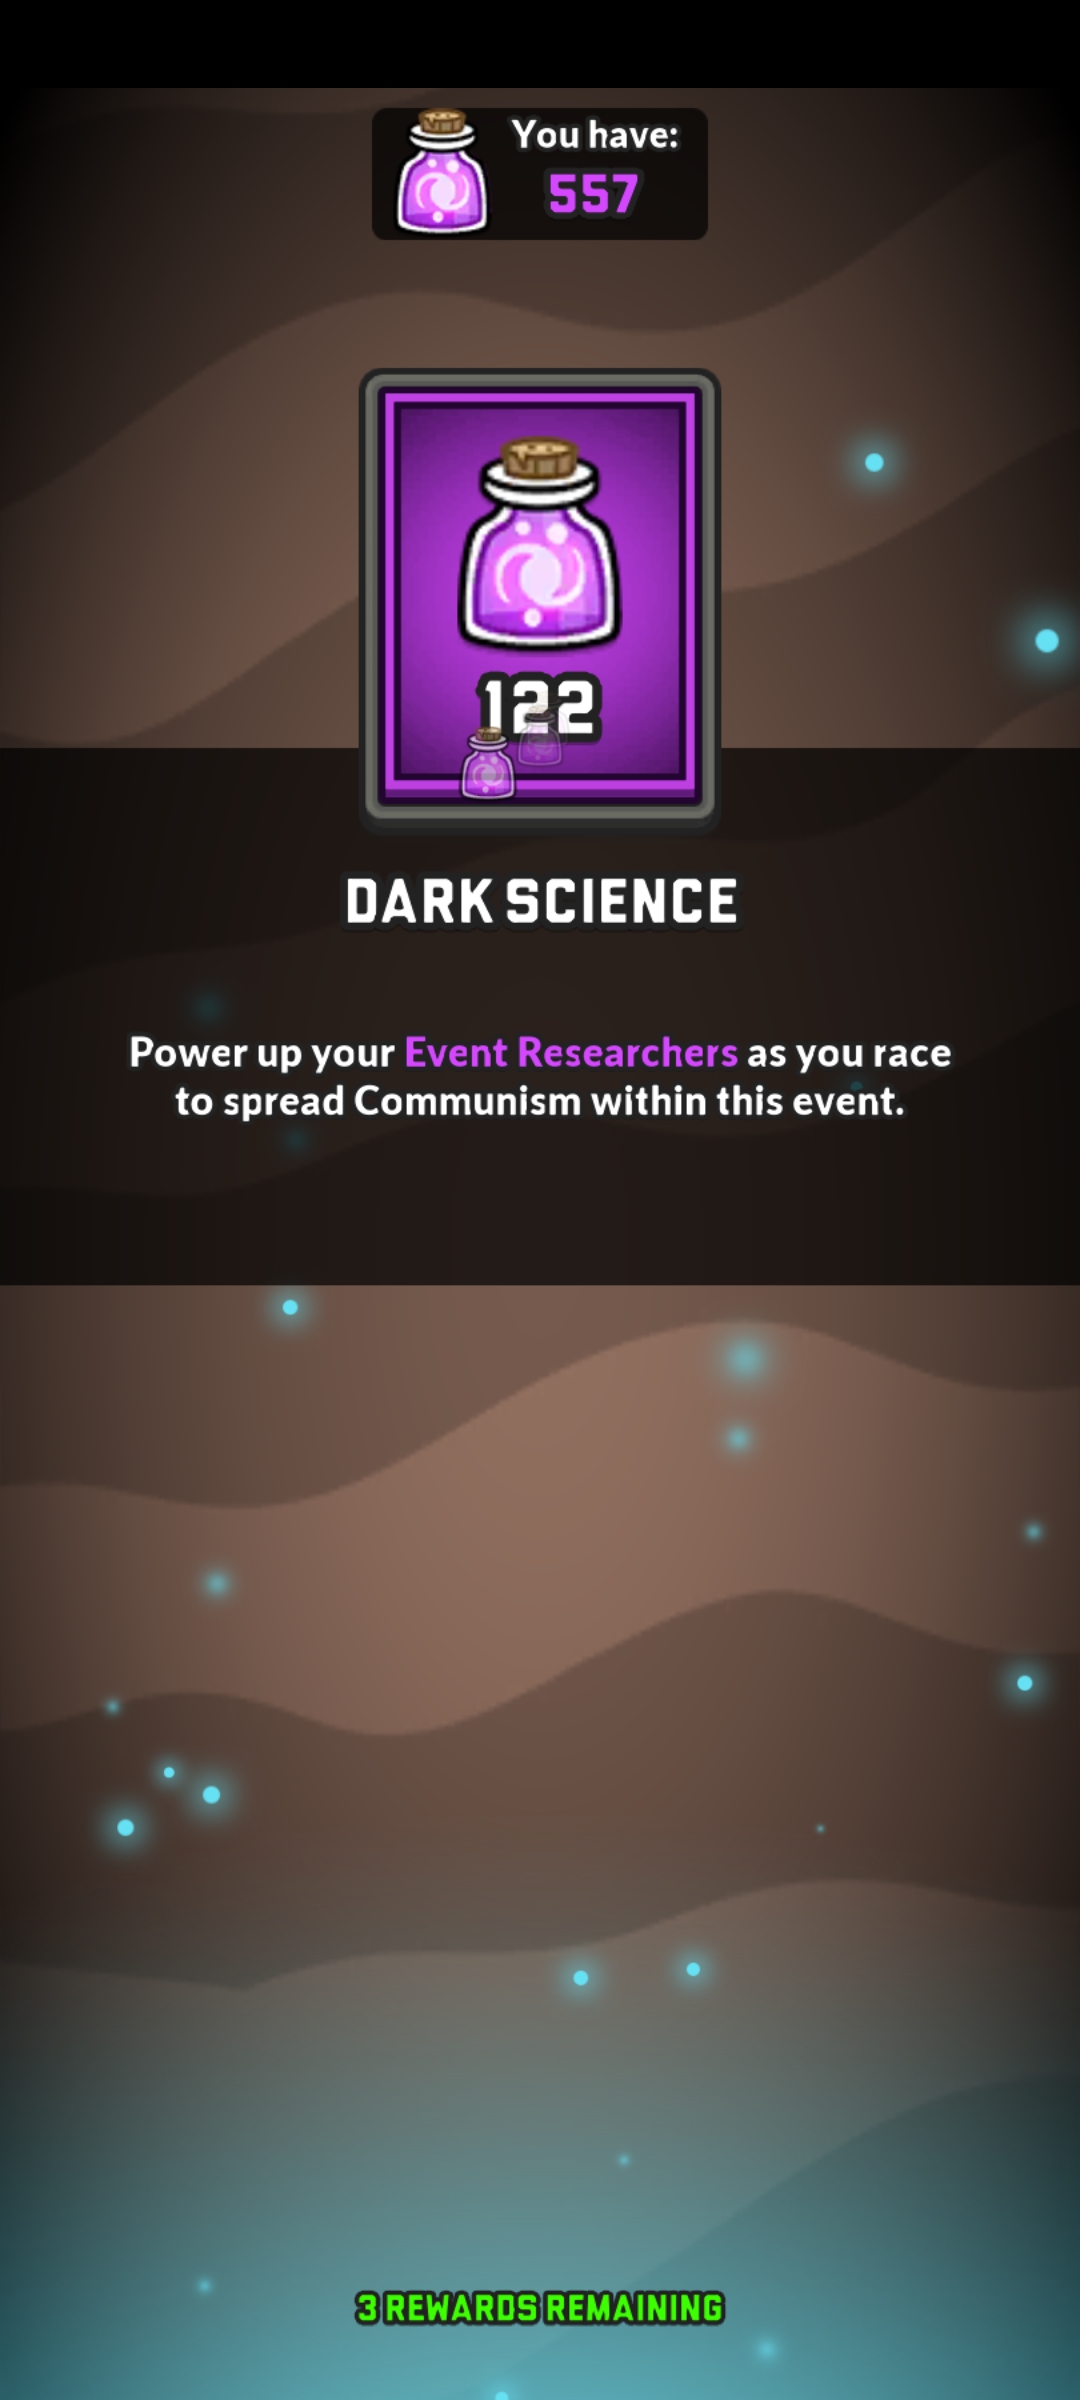 You have:
557
122
DARK SCIENCE
Power up your Event Researchers as you race
to spread Communism within this event.
3 REWARDS REMAINING